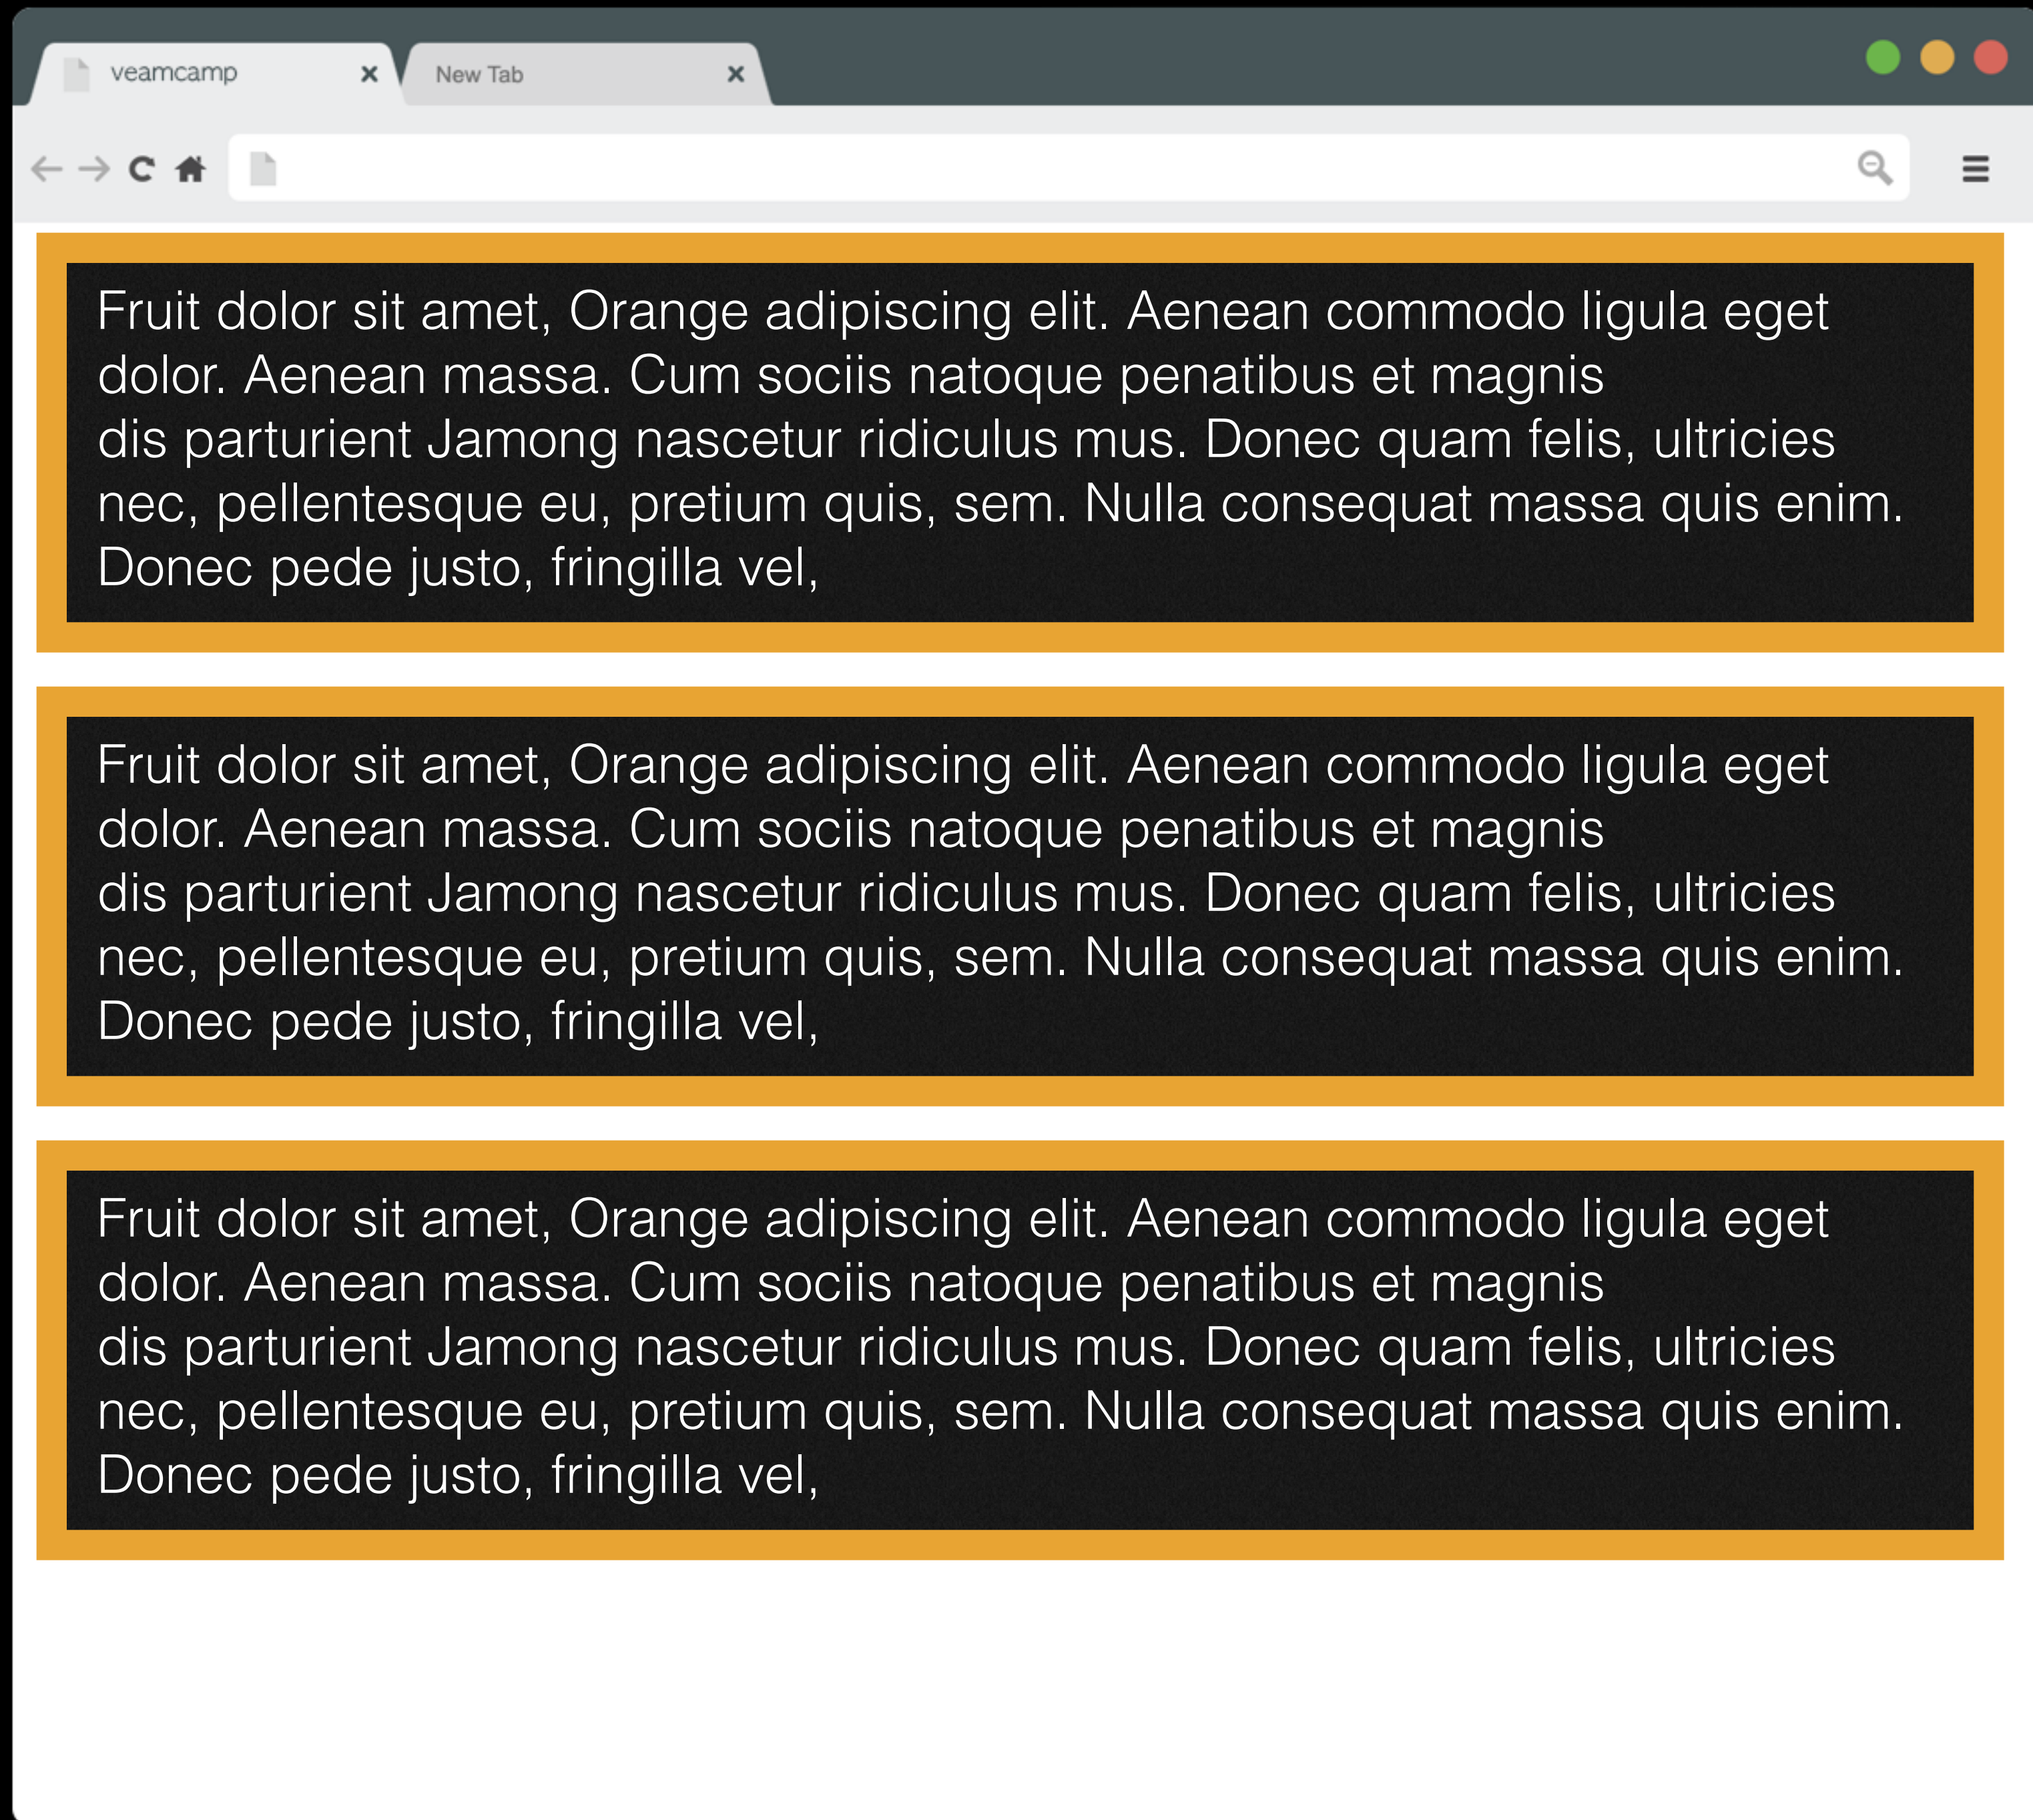 veamcamp
New Tab
Fruit dolor sit amet, Orange adipiscing elit. Aenean commodo ligula eget
dolor. Aenean massa. Cum sociis natoque penatibus et magnis
dis parturient Jamong nascetur ridiculus mus. Donec quam felis, ultricies
nec, pellentesque eu, pretium quis, sem. Nulla consequat massa quis enim.
Donec pede justo, fringilla vel,
Fruit dolor sit amet, Orange adipiscing elit. Aenean commodo ligula eget
dolor. Aenean massa. Cum sociis natoque penatibus et magnis
dis parturient Jamong nascetur ridiculus mus. Donec quam felis, ultricies
nec, pellentesque eu, pretium quis, sem. Nulla consequat massa quis enim.
Donec pede justo, fringilla vel,
Fruit dolor sit amet, Orange adipiscing elit. Aenean commodo ligula eget
dolor. Aenean massa. Cum sociis natoque penatibus et magnis
dis parturient Jamong nascetur ridiculus mus. Donec quam felis, ultricies
nec, pellentesque eu, pretium quis, sem. Nulla consequat massa quis enim.
Donec pede justo, fringilla vel,